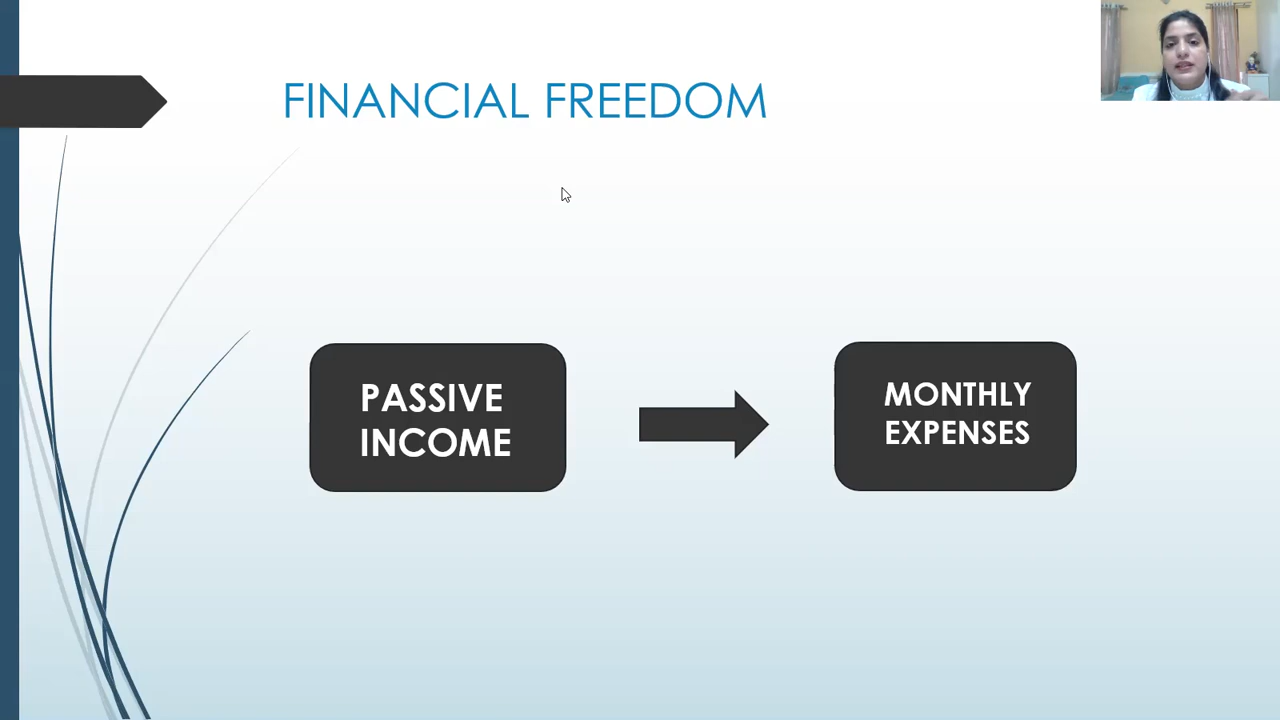 FINANCIAL FREEDOM
PASSIVE
INCOME
MONTHLY
EXPENSES